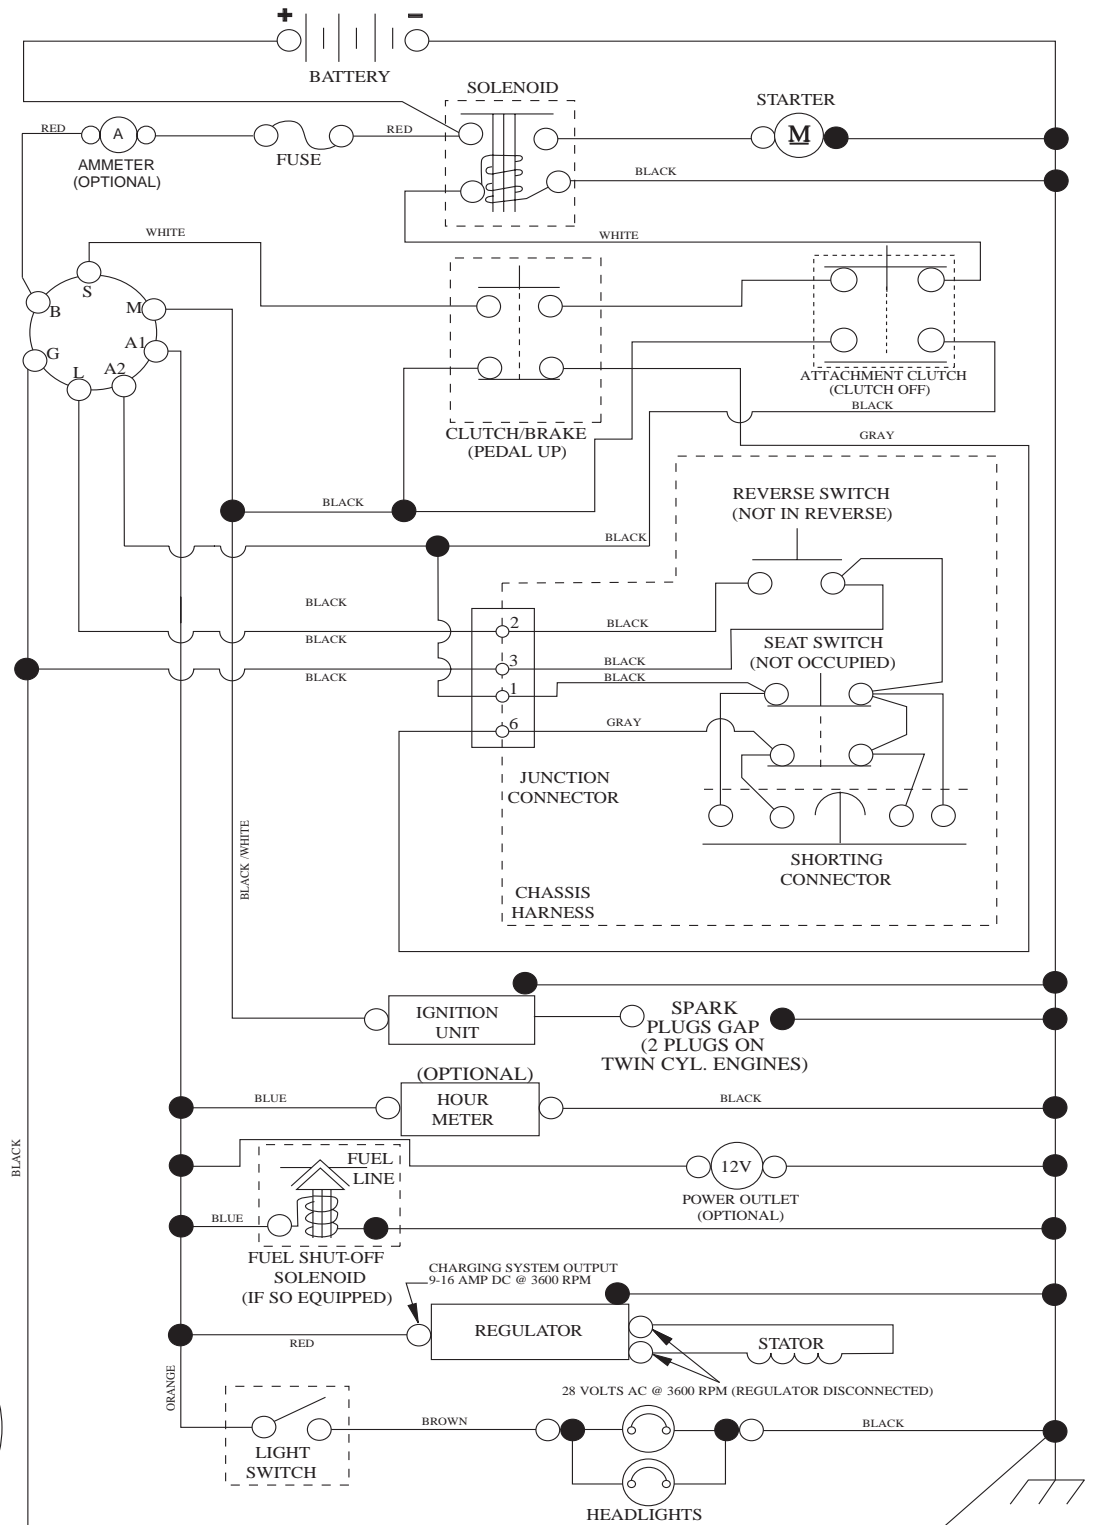 + −
BATTERY
SOLENOID
STARTER
RED
A
RED
M
AMMETER
(OPTIONAL)
FUSE
BLACK
WHITE
WHITE
S
B
M
A1
G
L
A2
ATTACHMENT CLUTCH
(CLUTCH OFF)
BLACK
CLUTCH/BRAKE
(PEDAL UP)
GRAY
REVERSE SWITCH
(NOT IN REVERSE)
BLACK
BLACK
BLACK
2
BLACK
BLACK
SEAT SWITCH
(NOT OCCUPIED)
3
BLACK
BLACK
BLACK
1
6
GRAY
JUNCTION
CONNECTOR
BLACK /WHITE
SHORTING
CONNECTOR
CHASSIS
HARNESS
IGNITION
UNIT
SPARK
PLUGS GAP
(2 PLUGS ON
TWIN CYL. ENGINES)
(OPTIONAL)
HOUR
METER
BLUE
BLACK
BLACK
FUEL
LINE
12V
POWER OUTLET
(OPTIONAL)
BLUE
FUEL SHUT-OFF
SOLENOID
(IF SO EQUIPPED)
CHARGING SYSTEM OUTPUT
9-16 AMP DC @ 3600 RPM
REGULATOR
STATOR
RED
28 VOLTS AC @ 3600 RPM (REGULATOR DISCONNECTED)
ORANGE
BROWN
BLACK
LIGHT
SWITCH
HEADLIGHTS